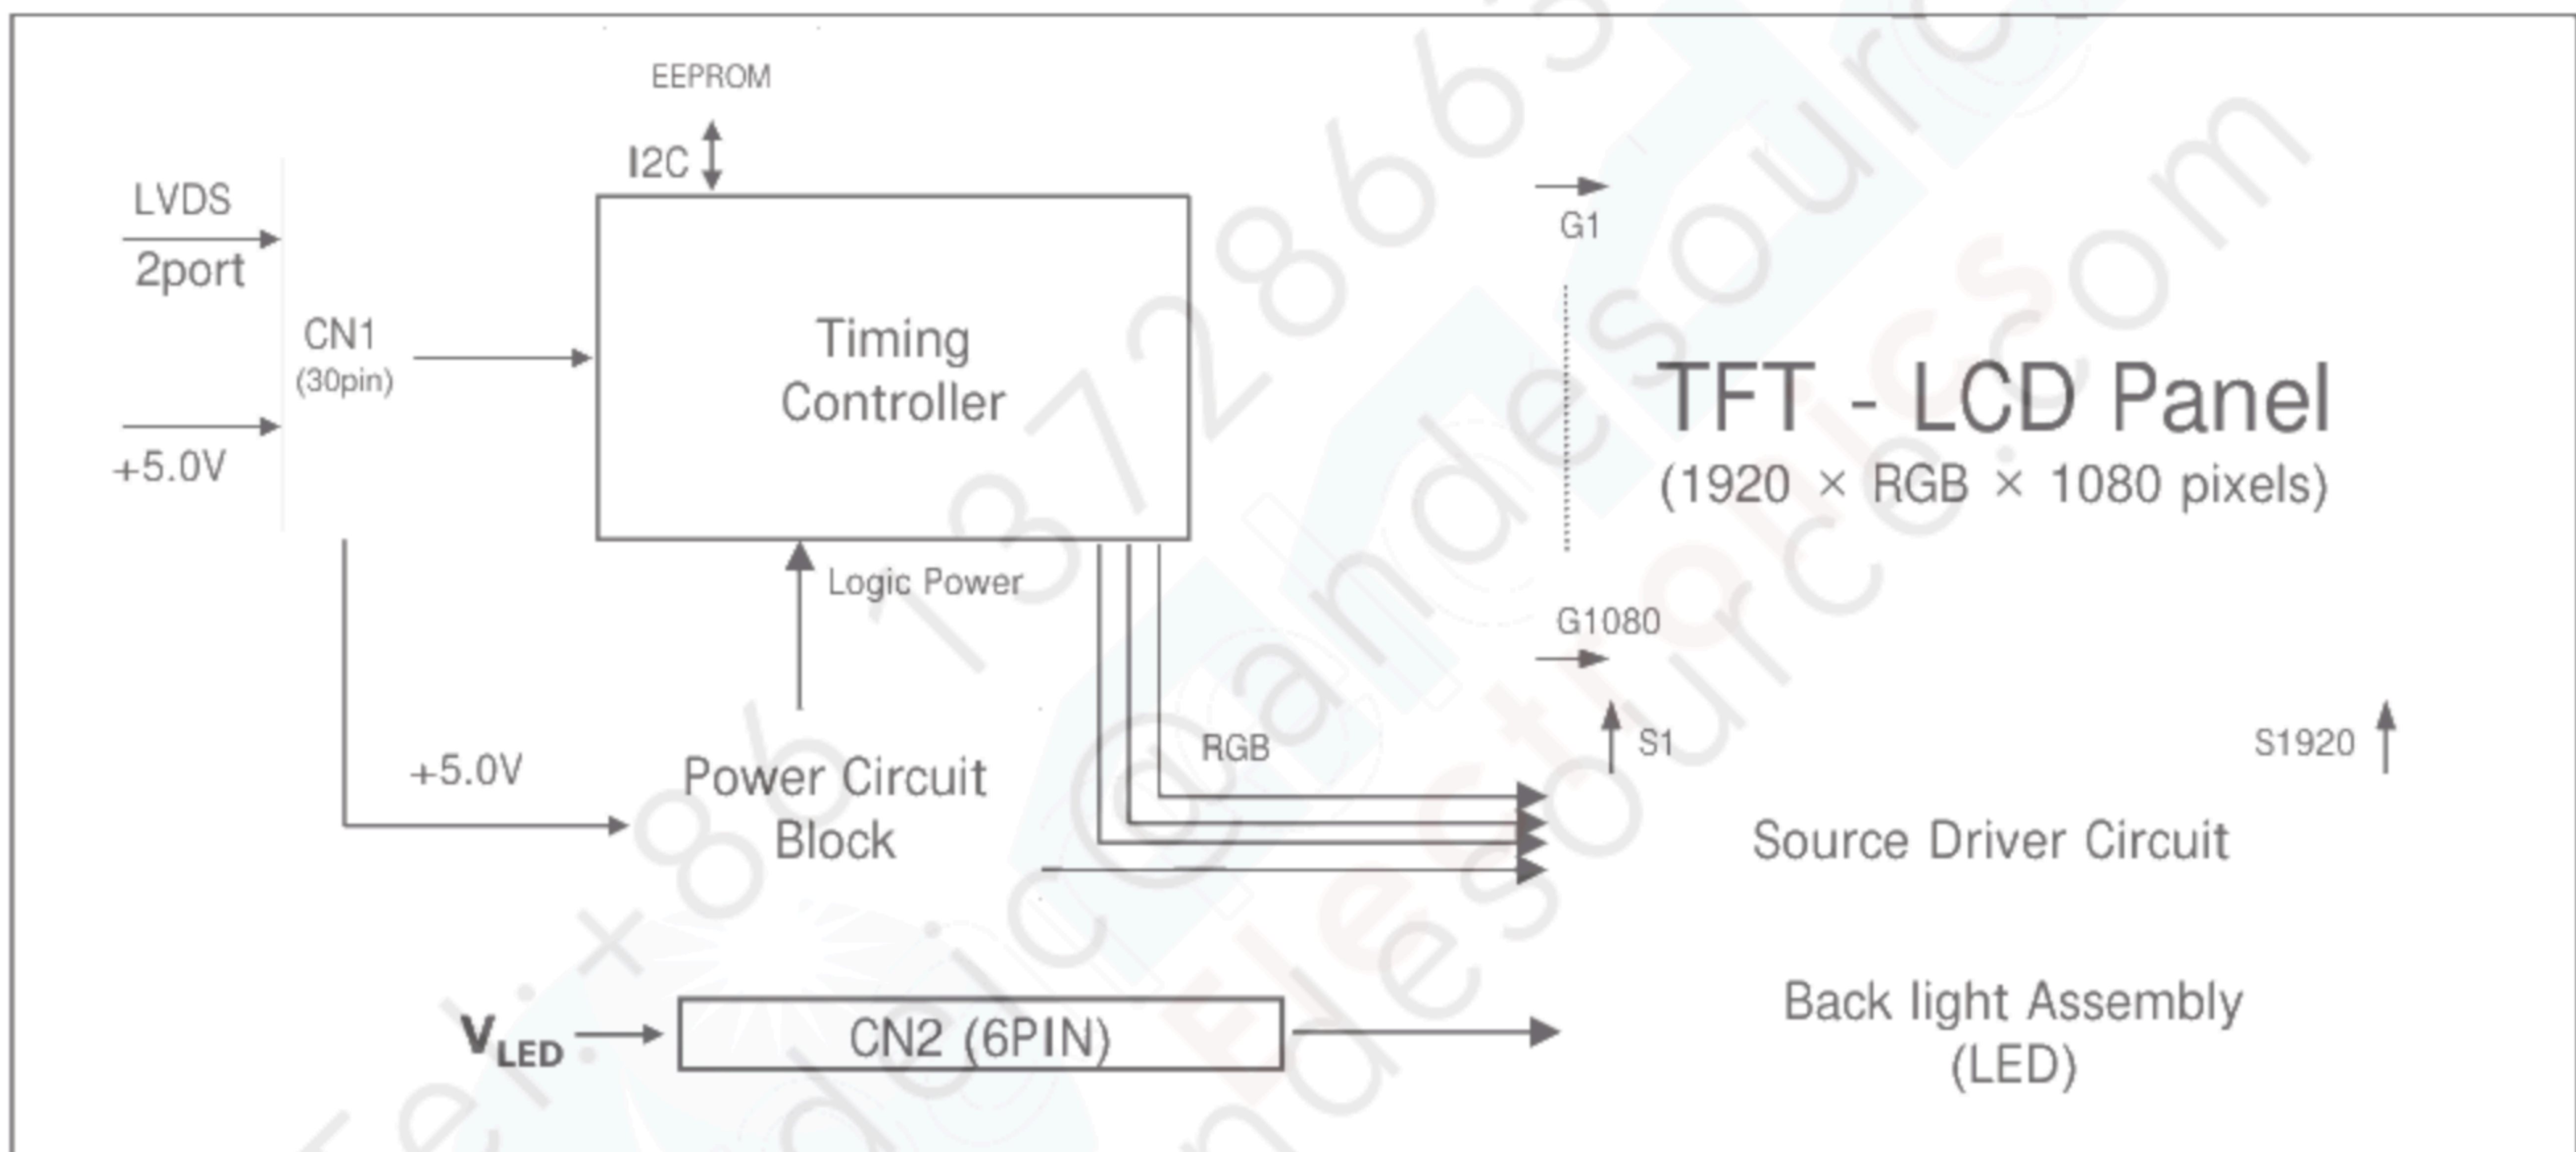 EEPROM
I2C
LVDS
2port
CN1
(30pin)
+5.0V
Timing
Controller
G1
TFT - LCD Panel
(1920 × RGB × 1080 pixels)
Logic Power
G1080
+5.0V
Power Circuit
Block
RGB
S1
S1920
Source Driver Circuit
VLED
CN2 (6PIN)
Back light Assembly
(LED)
Electronics